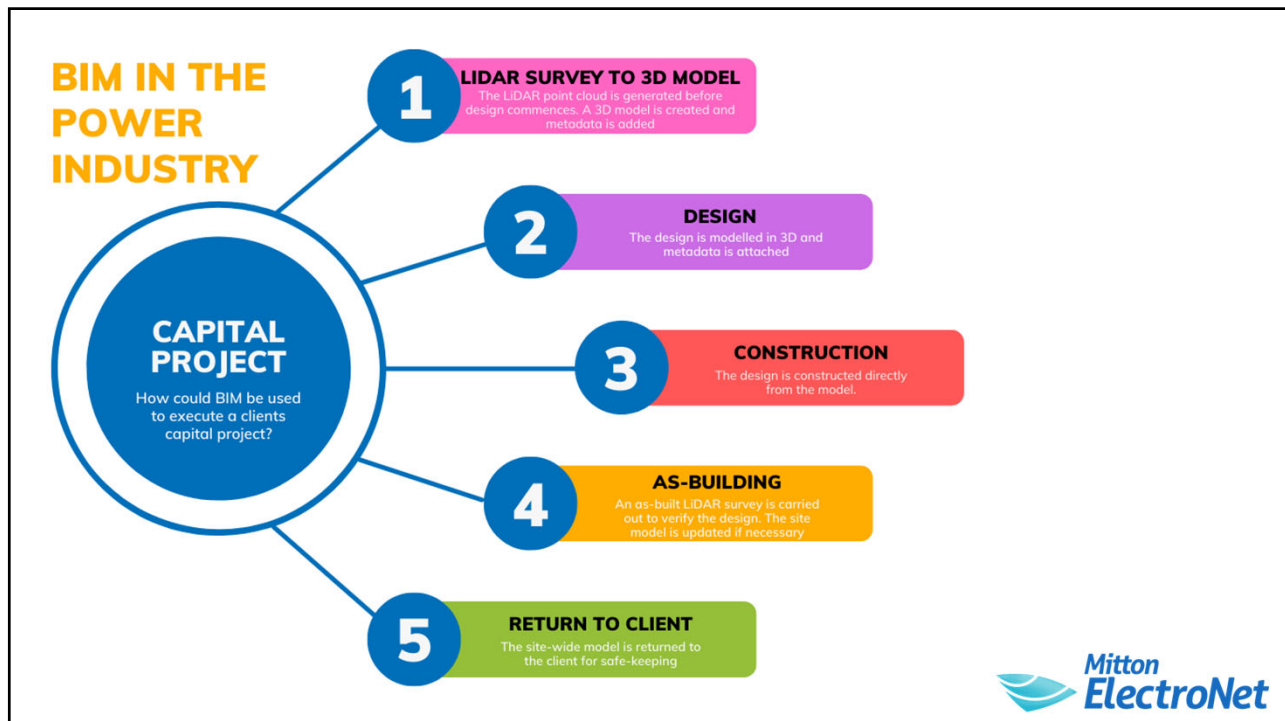 BIM IN THE
POWER
INDUSTRY
CAPITAL
PROJECT
How could BIM be used
to execute a clients
capital project?
1
LIDAR SURVEY TO 3D MODEL
The LiDAR point cloud is generated before
design commences. A 3D model is created and
metadata is added
2
DESIGN
The design is modelled in 3D and
metadata is attached
3
CONSTRUCTION
The design is constructed directly
from the model.
4
AS-BUILDING
An as-built LiDAR survey is carried
out to verify the design. The site
model is updated if necessary
5
RETURN TO CLIENT
The site-wide model is returned to
the client for safe-keeping
Mitton
ElectroNet